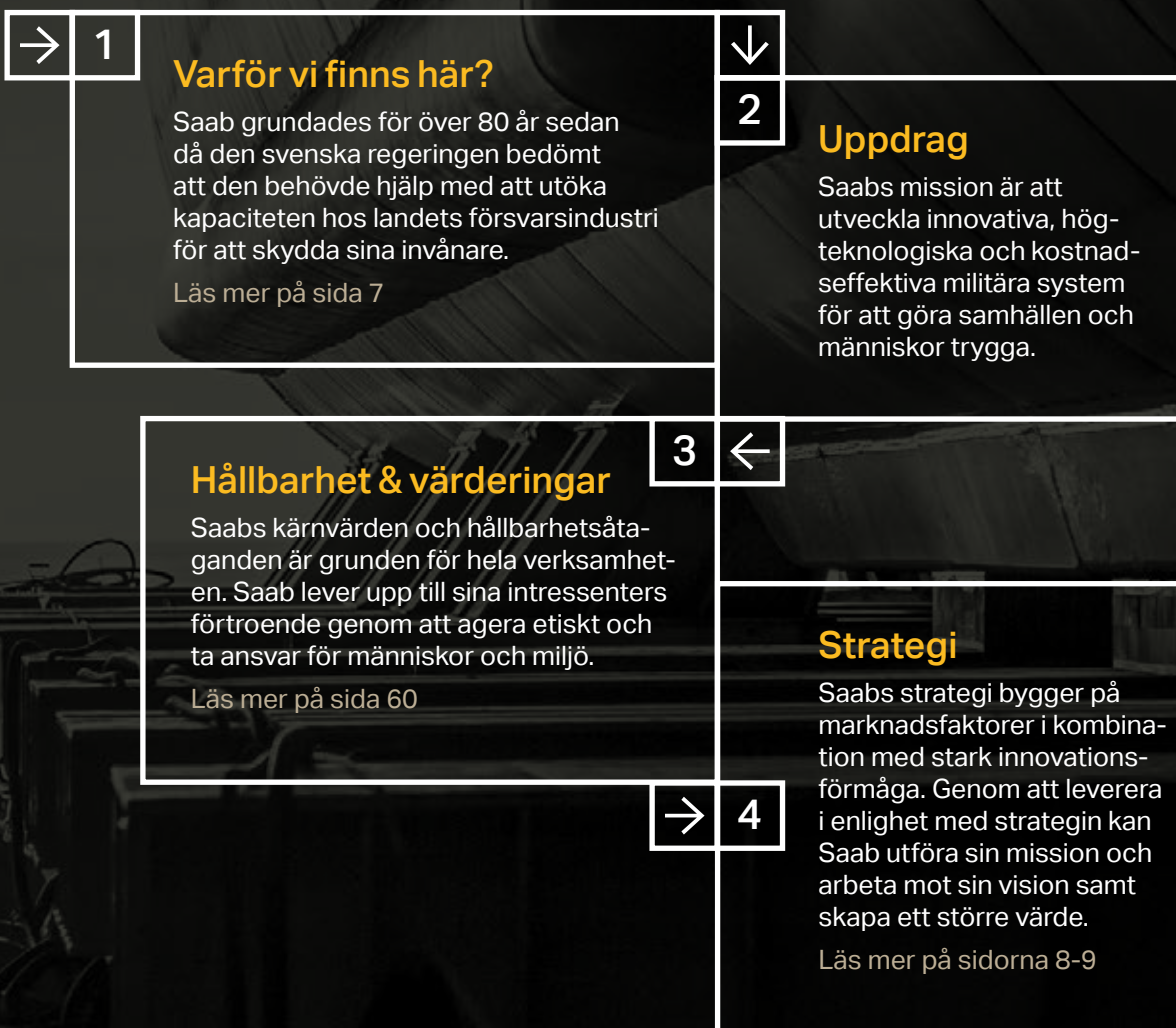 1
Varför vi finns här?
Saab grundades för över 80 år sedan
då den svenska regeringen bedömt
att den behövde hjälp med att utöka
kapaciteten hos landets försvarsindustri
för att skydda sina invånare.
Läs mer på sida 7
2
Uppdrag
Saabs mission är att
utveckla innovativa, hög-
teknologiska och kostnad-
seffektiva militära system
för att göra samhällen och
människor trygga.
3
Hållbarhet & värderingar
Saabs kärnvärden och hållbarhetsåta-
ganden är grunden för hela verksamhet-
en. Saab lever upp till sina intressenters
förtroende genom att agera etiskt och
ta ansvar för människor och miljö.
Läs mer på sida 60
4
Strategi
Saabs strategi bygger på
marknadsfaktorer i kombina-
tion med stark innovations-
förmåga. Genom att leverera
i enlighet med strategin kan
Saab utföra sin mission och
arbeta mot sin vision samt
skapa ett större värde.
Läs mer på sidorna 8-9